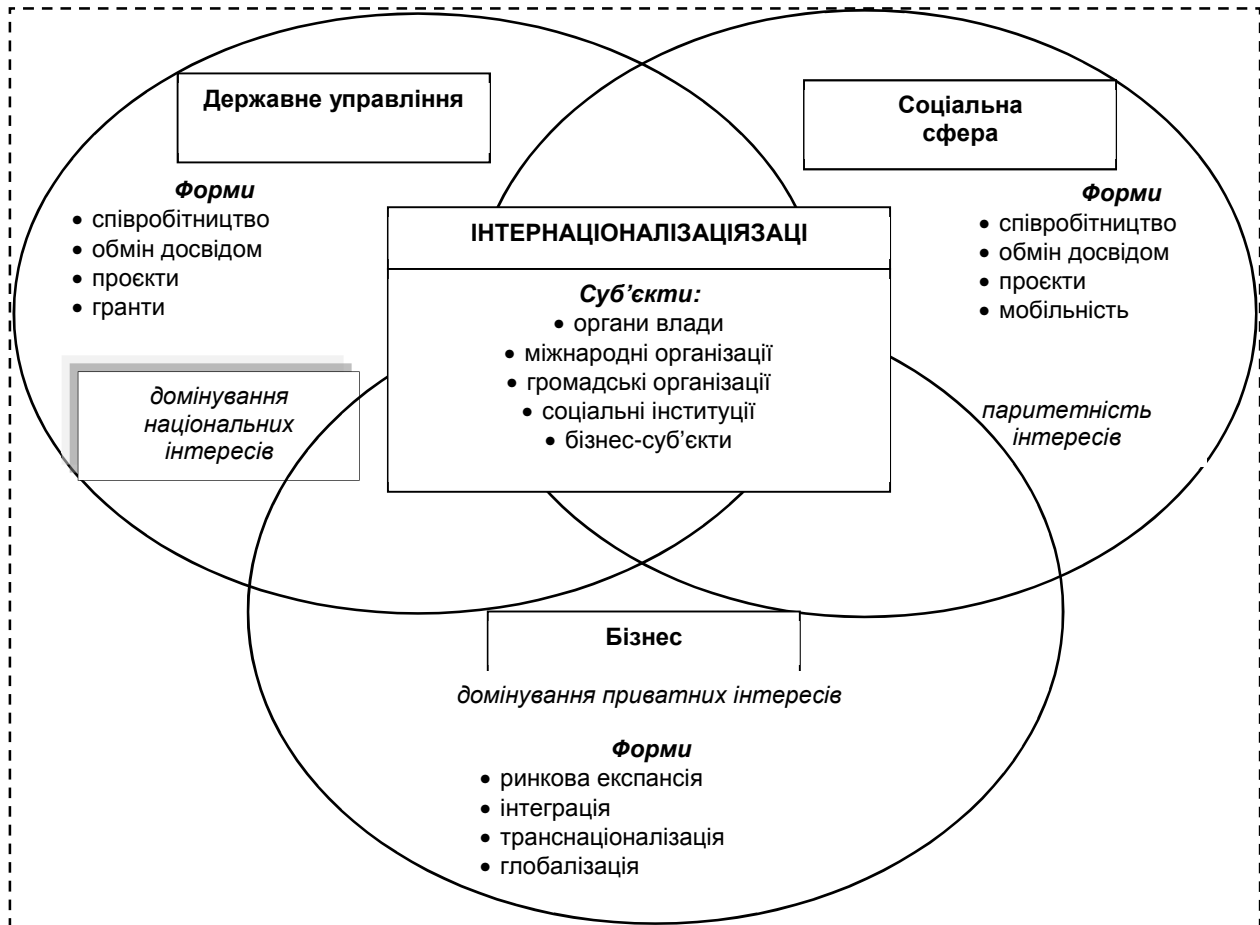 Державне управління
Форми
• співробітництво
• обмін досвідом
• проєкти
• гранти
домінування
національних
інтересів
Соціальна
сфера
Форми
• співробітництво
• обмін досвідом
• проєкти
• мобільність
паритетність
інтересів
ІНТЕРНАЦІОНАЛІЗАЦІЯЗАЦІ
Суб’єкти:
• органи влади
• міжнародні організації
• громадські організації
• соціальні інституції
• бізнес-суб’єкти
Бізнес
домінування приватних інтересів
Форми
• ринкова експансія
• інтеграція
• транснаціоналізація
• глобалізація